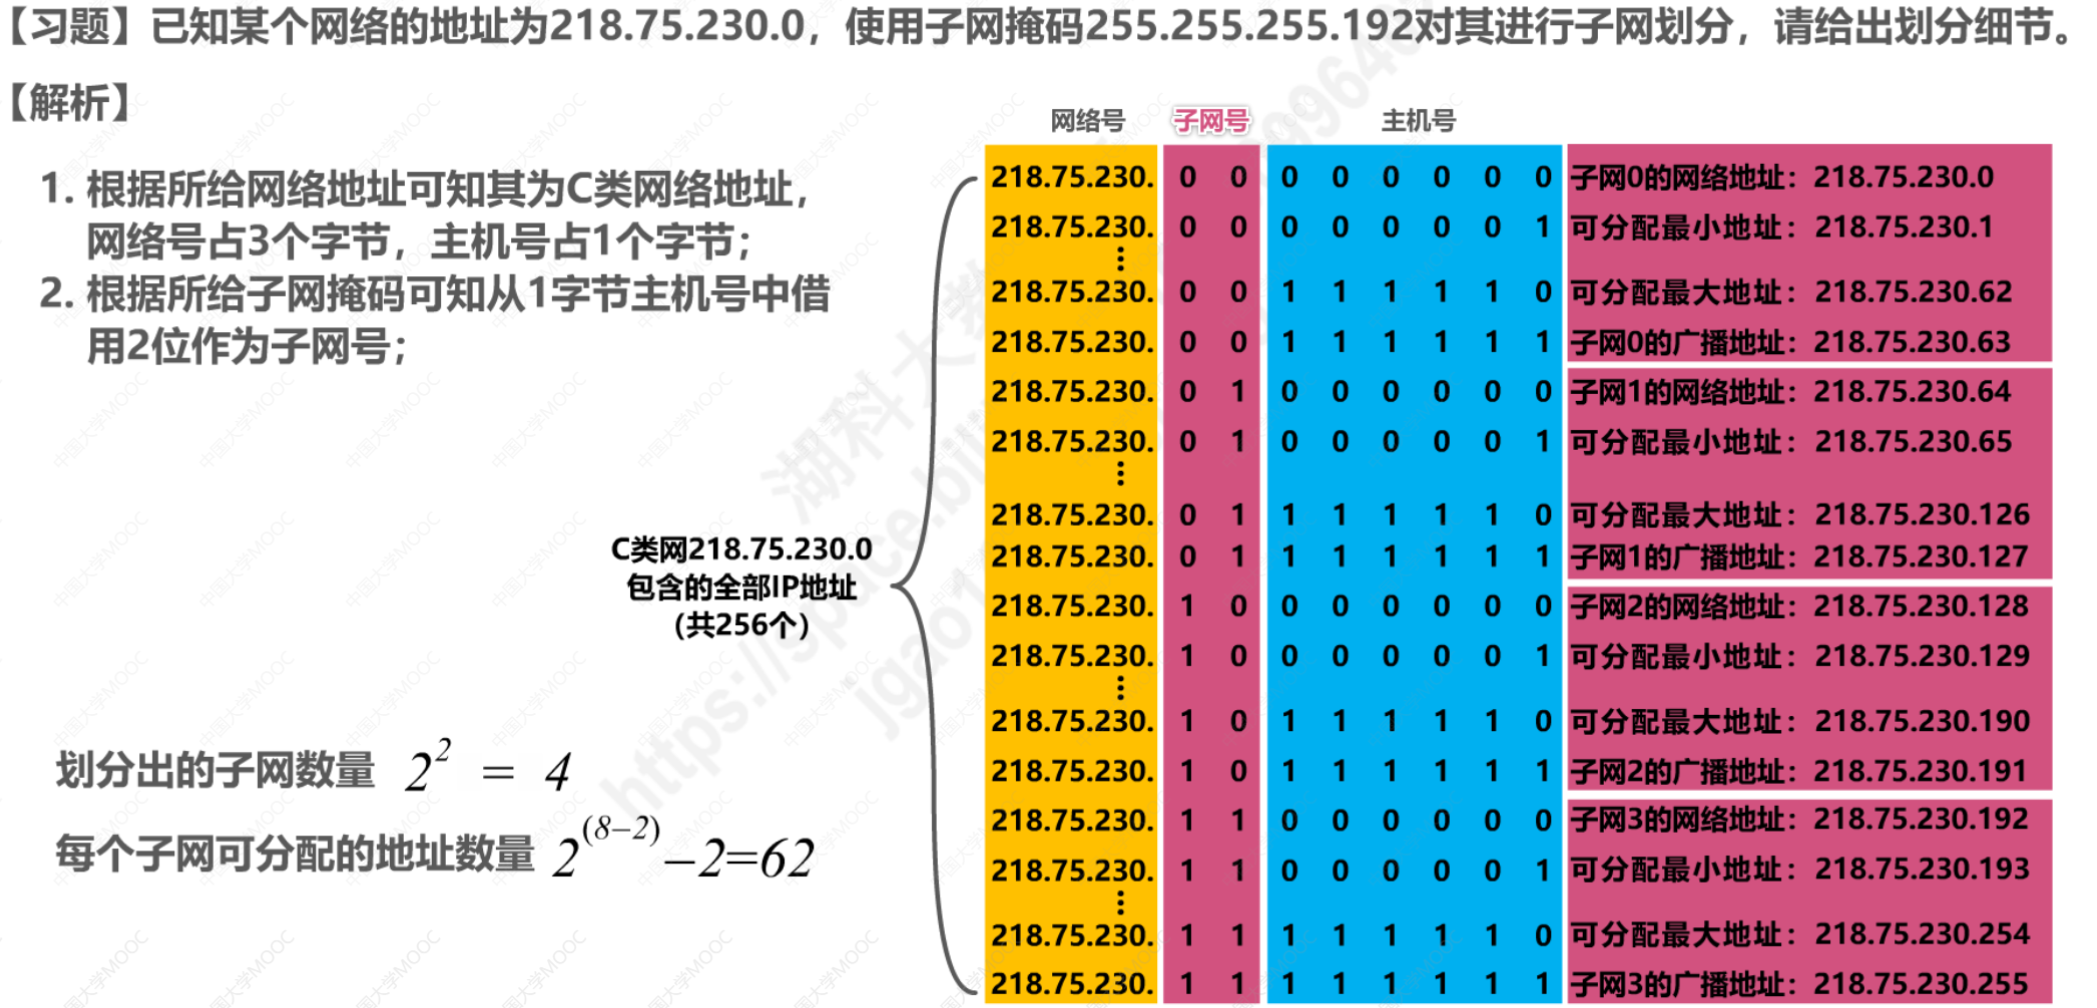 【习题】已知某个网络的地址为218.75.230.0，使用子网掩码255.255.255.192对其进行子网划分，请给出划分细节。
【解析】
1. 根据所给网络地址可知其为C类网络地址，
网络号占3个字节，主机号占1个字节；
2. 根据所给子网掩码可知从1字节主机号中借
用2位作为子网号；
网络号 子网号 主机号
218.75.230. 0 0 0 0 0 0 0 0 子网0的网络地址：218.75.230.0
218.75.230. 0 0 0 0 0 0 0 1 可分配最小地址：218.75.230.1
⋮
218.75.230. 0 0 1 1 1 1 1 0 可分配最大地址：218.75.230.62
218.75.230. 0 0 1 1 1 1 1 1 子网0的广播地址：218.75.230.63
218.75.230. 0 1 0 0 0 0 0 0 子网1的网络地址：218.75.230.64
218.75.230. 0 1 0 0 0 0 0 1 可分配最小地址：218.75.230.65
⋮
218.75.230. 0 1 1 1 1 1 1 0 可分配最大地址：218.75.230.126
218.75.230. 0 1 1 1 1 1 1 1 子网1的广播地址：218.75.230.127
218.75.230. 1 0 0 0 0 0 0 0 子网2的网络地址：218.75.230.128
218.75.230. 1 0 0 0 0 0 0 1 可分配最小地址：218.75.230.129
⋮
218.75.230. 1 0 1 1 1 1 1 0 可分配最大地址：218.75.230.190
218.75.230. 1 0 1 1 1 1 1 1 子网2的广播地址：218.75.230.191
218.75.230. 1 1 0 0 0 0 0 0 子网3的网络地址：218.75.230.192
218.75.230. 1 1 0 0 0 0 0 1 可分配最小地址：218.75.230.193
⋮
218.75.230. 1 1 1 1 1 1 1 0 可分配最大地址：218.75.230.254
218.75.230. 1 1 1 1 1 1 1 1 子网3的广播地址：218.75.230.255
C类网218.75.230.0
包含的全部IP地址
（共256个）
划分出的子网数量 2^2 = 4
每个子网可分配的地址数量 2^(8−2)−2=62
中国大学MOOC